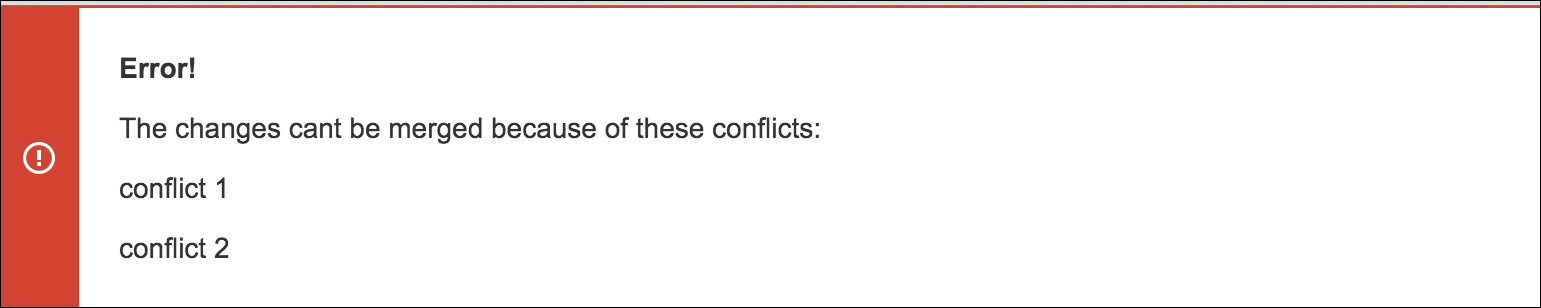 Error!
The changes cant be merged because of these conflicts:
conflict 1
conflict 2